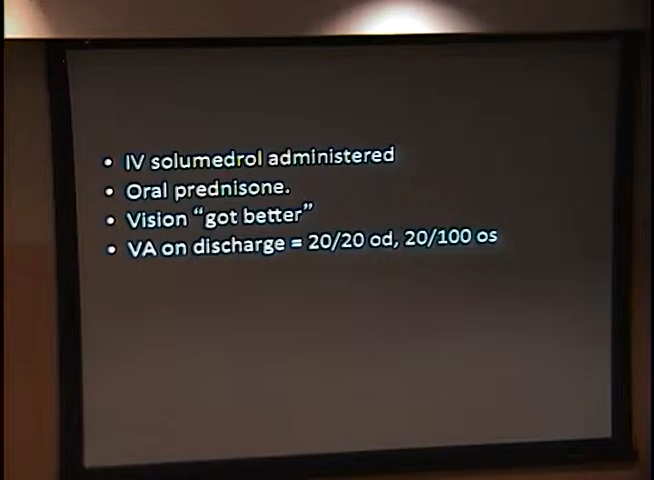 • IV solumedrol administered
• Oral prednisone.
• Vision “got better”
• VA on discharge = 20/20 od, 20/100 os